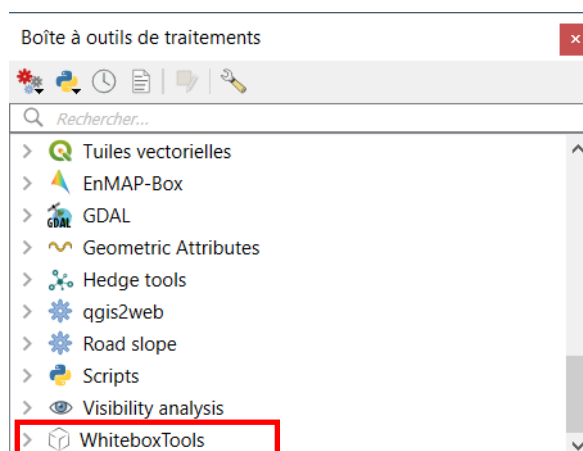 Boîte à outils de traitements
Rechercher...
Tuiles vectorielles
EnMAP-Box
GDAL GDAL
Geometric Attributes
Hedge tools
qgis2web
Road slope
Scripts
Visibility analysis
WhiteboxTools